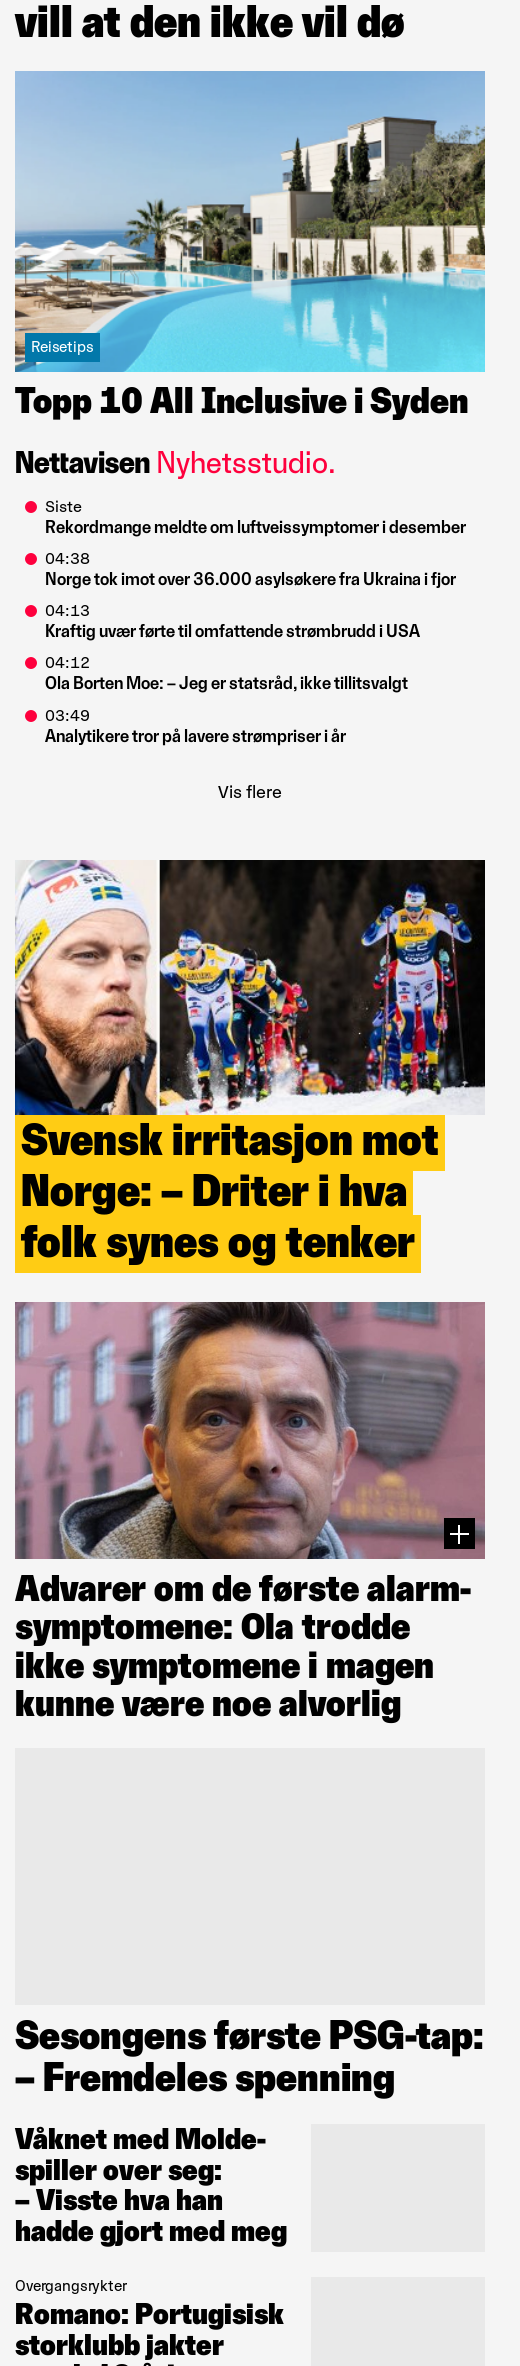 vill at den ikke vil dø
Reisetips
Topp 10 All Inclusive i Syden
Nettavisen Nyhetsstudio.
Siste
Rekordmange meldte om luftveissymptomer i desember
04:38
Norge tok imot over 36.000 asylsøkere fra Ukraina i fjor
04:13
Kraftig uvær førte til omfattende strømbrudd i USA
04:12
Ola Borten Moe: – Jeg er statsråd, ikke tillitsvalgt
03:49
Analytikere tror på lavere strømpriser i år
Vis flere
22
COOP
Svensk irritasjon mot
Norge: – Driter i hva
folk synes og tenker
Advarer om de første alarm-
symptomene: Ola trodde
ikke symptomene i magen
kunne være noe alvorlig
Sesongens første PSG-tap:
– Fremdeles spenning
Våknet med Molde-
spiller over seg:
– Visste hva han
hadde gjort med meg
Overgangsrykter
Romano: Portugisisk
storklubb jakter